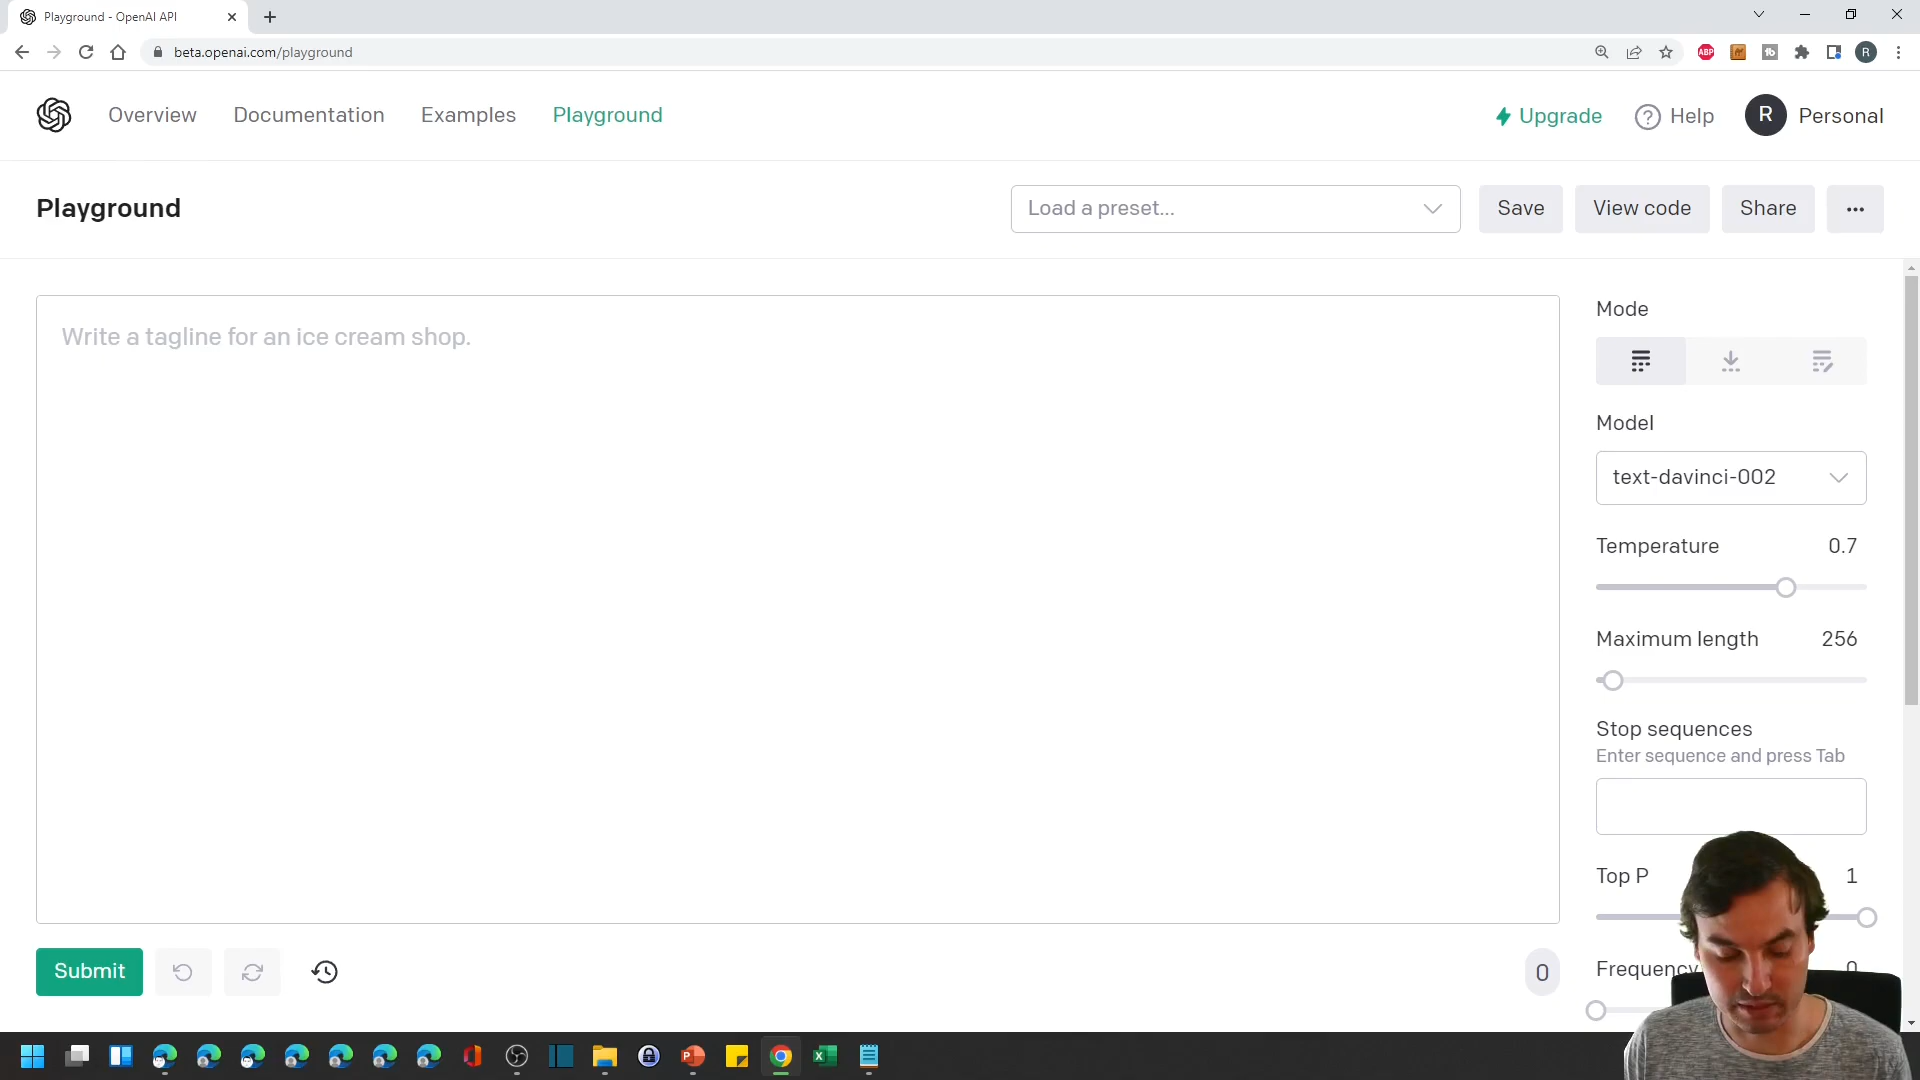 Playground - OpenAI API
beta.openai.com/playground
ABP
R
Overview
Documentation
Examples
Playground
Upgrade
Help
R
Personal
Playground
Load a preset...
Save
View code
Share
Write a tagline for an ice cream shop.
Mode
Model
text-davinci-002
Temperature
0.7
Maximum length
256
Stop sequences
Enter sequence and press Tab
Top P
1
Frequency
0
Submit
0